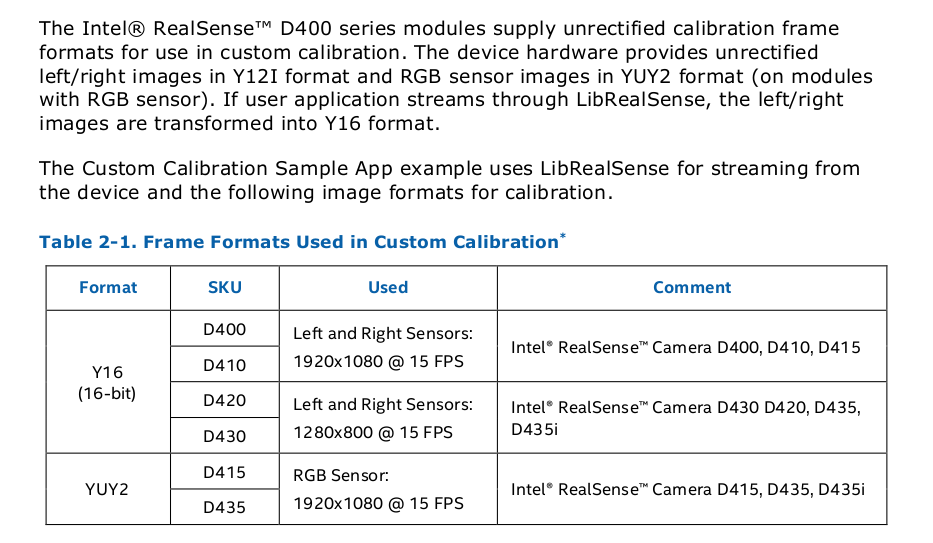 The Intel® RealSense™ D400 series modules supply unrectified calibration frame
formats for use in custom calibration. The device hardware provides unrectified
left/right images in Y12I format and RGB sensor images in YUY2 format (on modules
with RGB sensor). If user application streams through LibRealSense, the left/right
images are transformed into Y16 format.
The Custom Calibration Sample App example uses LibRealSense for streaming from
the device and the following image formats for calibration.
Table 2-1. Frame Formats Used in Custom Calibration*
Format SKU Used Comment
Y16
(16-bit)
D400
D410
Left and Right Sensors:
1920x1080 @ 15 FPS
Intel® RealSense™ Camera D400, D410, D415
D420
D430
Left and Right Sensors:
1280x800 @ 15 FPS
Intel® RealSense™ Camera D430 D420, D435,
D435i
YUY2
D415
D435
RGB Sensor:
1920x1080 @ 15 FPS
Intel® RealSense™ Camera D415, D435, D435i